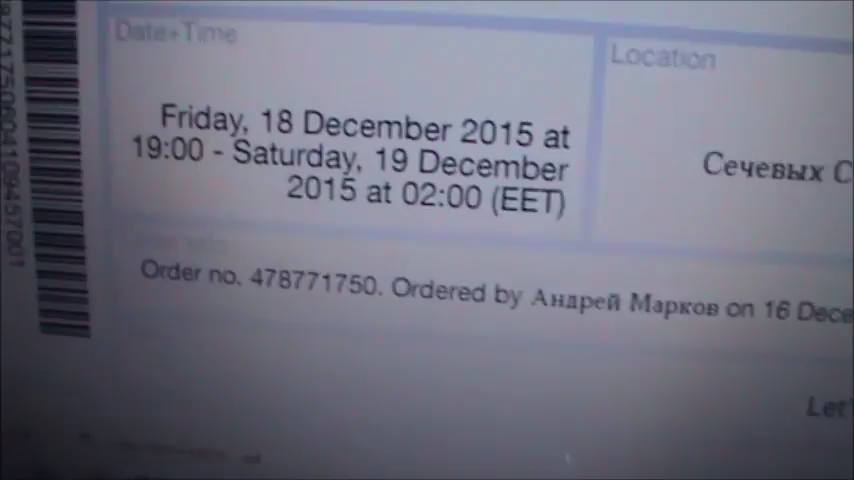 Date+Time
Location
Friday, 18 December 2015 at
19:00 - Saturday, 19 December
2015 at 02:00 (EET)
Сечевых С
Order no. 478771750. Ordered by Андрей Марков on 16 Dece
Let'